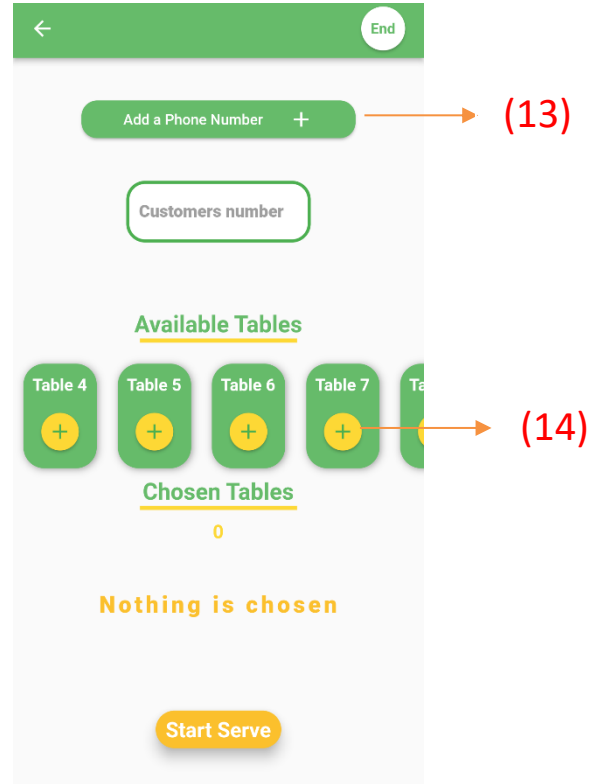 End
Add a Phone Number +
(13)
Customers number
Available Tables
Table 4 Table 5 Table 6 Table 7 Ta
+ + + +
(14)
Chosen Tables
0
Nothing is chosen
Start Serve